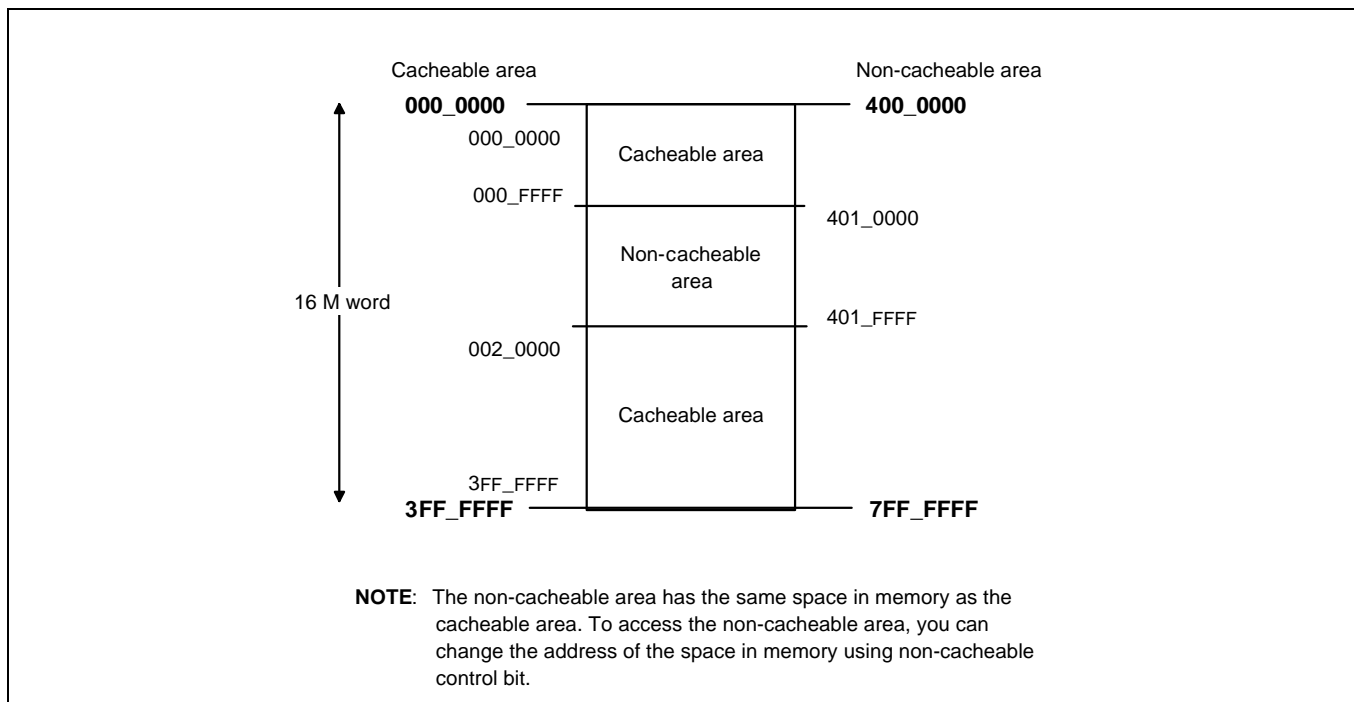 Cacheable area
Non-cacheable area
000_0000
400_0000
000_0000
Cacheable area
000_FFFF
401_0000
Non-cacheable
area
16 M word
401_FFFF
002_0000
Cacheable area
3FF_FFFF
3FF_FFFF
7FF_FFFF
NOTE: The non-cacheable area has the same space in memory as the
cacheable area. To access the non-cacheable area, you can
change the address of the space in memory using non-cacheable
control bit.